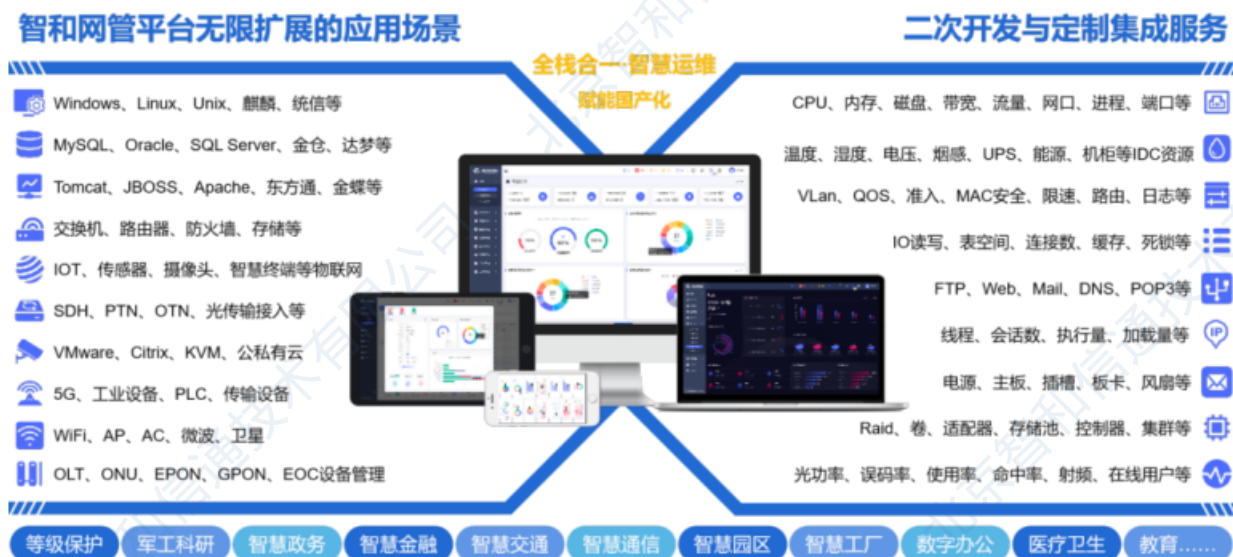 智和网管平台无限扩展的应用场景
二次开发与定制集成服务
全栈合一·智慧运维
赋能国产化
Windows、Linux、Unix、麒麟、统信等
MySQL、Oracle、SQL Server、金仓、达梦等
Tomcat、JBOSS、Apache、东方通、金蝶等
交换机、路由器、防火墙、存储等
IOT、传感器、摄像头、智慧终端等物联网
SDH、PTN、OTN、光传输接入等
VMware、Citrix、KVM、公私有云
5G、工业设备、PLC、传输设备
WiFi、AP、AC、微波、卫星
OLT、ONU、EPON、GPON、EOC设备管理
CPU、内存、磁盘、带宽、流量、网口、进程、端口等
温度、湿度、电压、烟感、UPS、能源、机柜等IDC资源
VLan、QOS、准入、MAC安全、限速、路由、日志等
IO读写、表空间、连接数、缓存、死锁等
FTP、Web、Mail、DNS、POP3等
线程、会话数、执行量、加载量等
IP
电源、主板、插槽、板卡、风扇等
Raid、卷、适配器、存储池、控制器、集群等
光功率、误码率、使用率、命中率、射频、在线用户等
等级保护
军工科研
智慧政务
智慧金融
智慧交通
智慧通信
智慧园区
智慧工厂
数字办公
医疗卫生
教育......